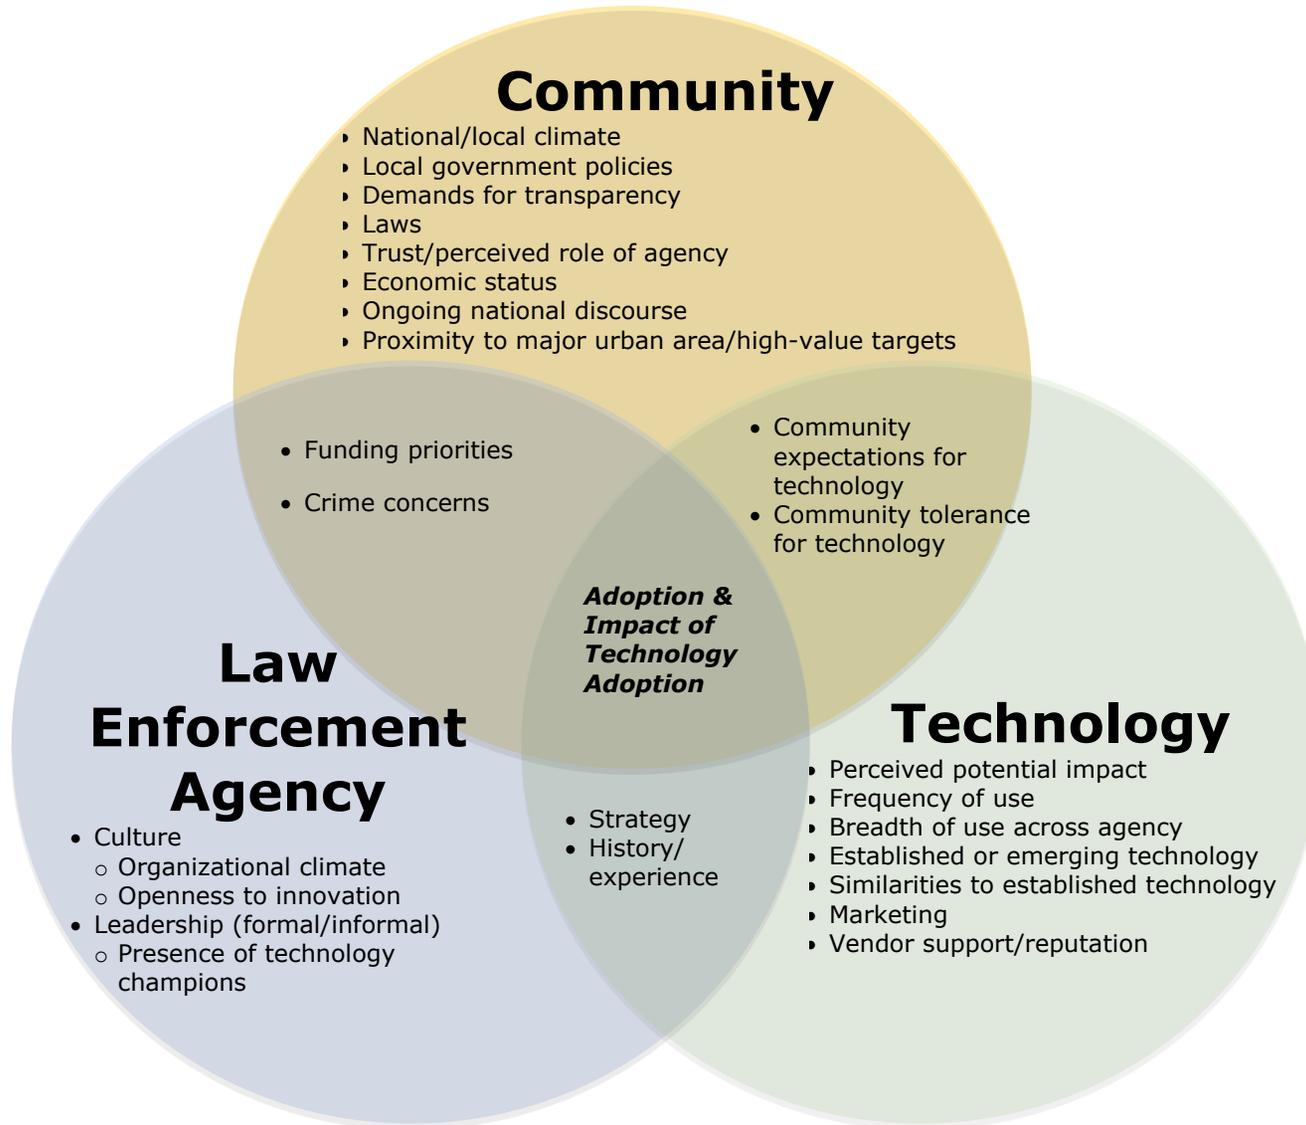 Community
• National/local climate
• Local government policies
• Demands for transparency
• Laws
• Trust/perceived role of agency
• Economic status
• Ongoing national discourse
• Proximity to major urban area/high-value targets
• Funding priorities
• Crime concerns
• Community
expectations for
technology
• Community tolerance
for technology
Adoption &
Impact of
Technology
Adoption
Law
Enforcement
Agency
• Culture
○ Organizational climate
○ Openness to innovation
• Leadership (formal/informal)
○ Presence of technology
champions
• Strategy
• History/
experience
Technology
• Perceived potential impact
• Frequency of use
• Breadth of use across agency
• Established or emerging technology
• Similarities to established technology
• Marketing
• Vendor support/reputation